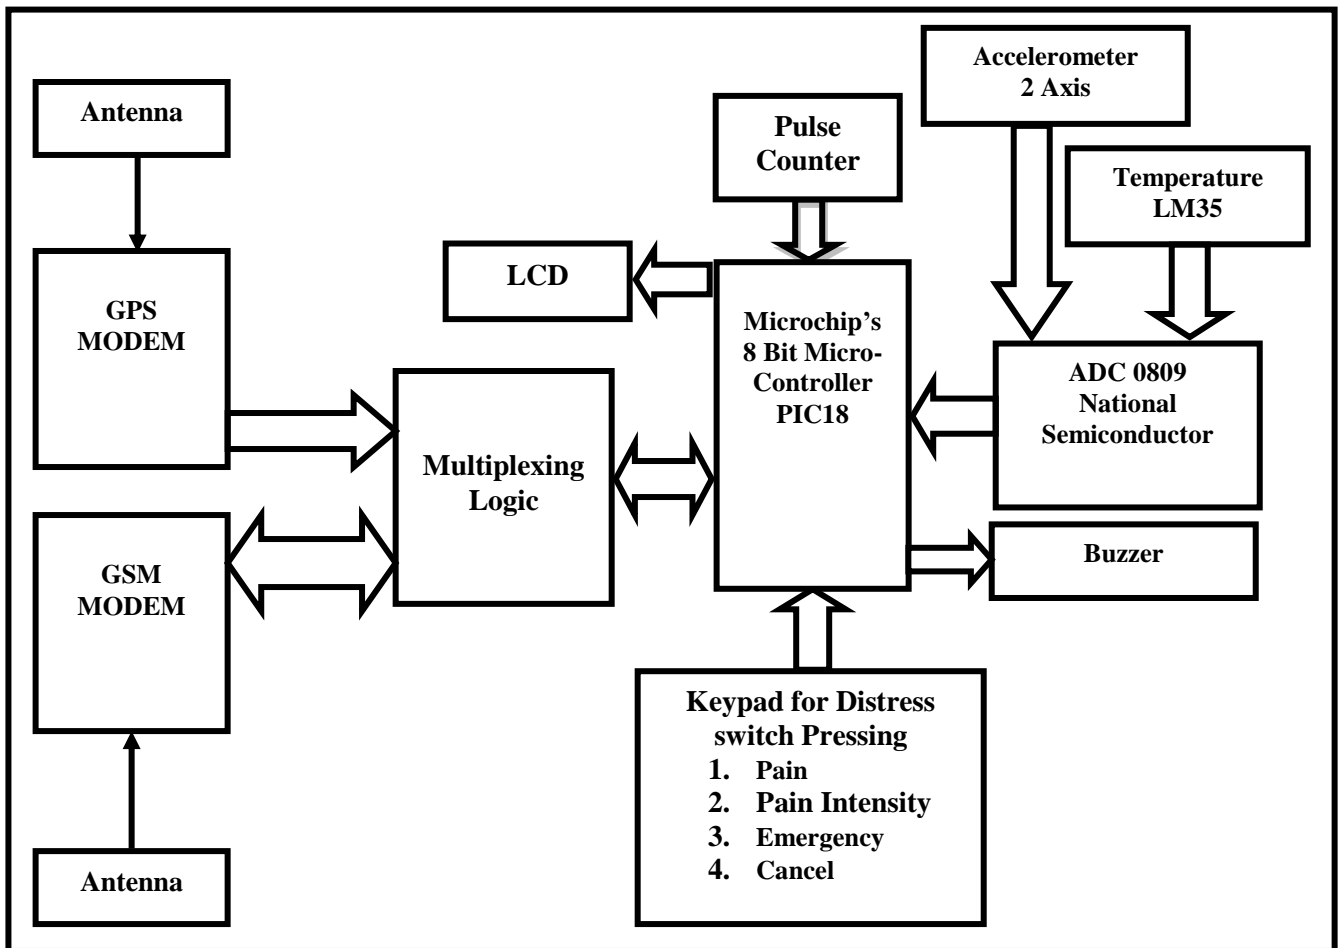 Accelerometer
2 Axis
Antenna
Pulse
Counter
Temperature
LM35
LCD
GPS
MODEM
Microchip’s
8 Bit Micro-
Controller
PIC18
ADC 0809
National
Semiconductor
Multiplexing
Logic
Buzzer
GSM
MODEM
Keypad for Distress
switch Pressing
1. Pain
2. Pain Intensity
3. Emergency
4. Cancel
Antenna